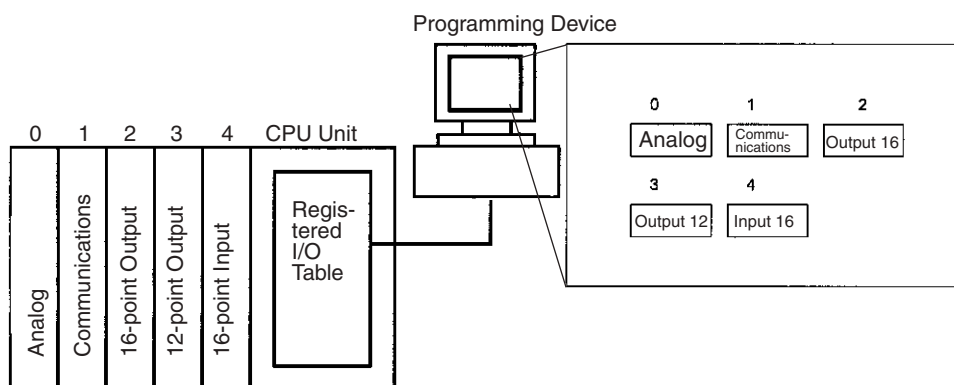 Programming Device
0 1 2
Analog Commu-
nications Output 16
3 4
Output 12 Input 16
0 1 2 3 4 CPU Unit
Analog
Communications
16-point Output
12-point Output
16-point Input
Regis-
tered
I/O
Table